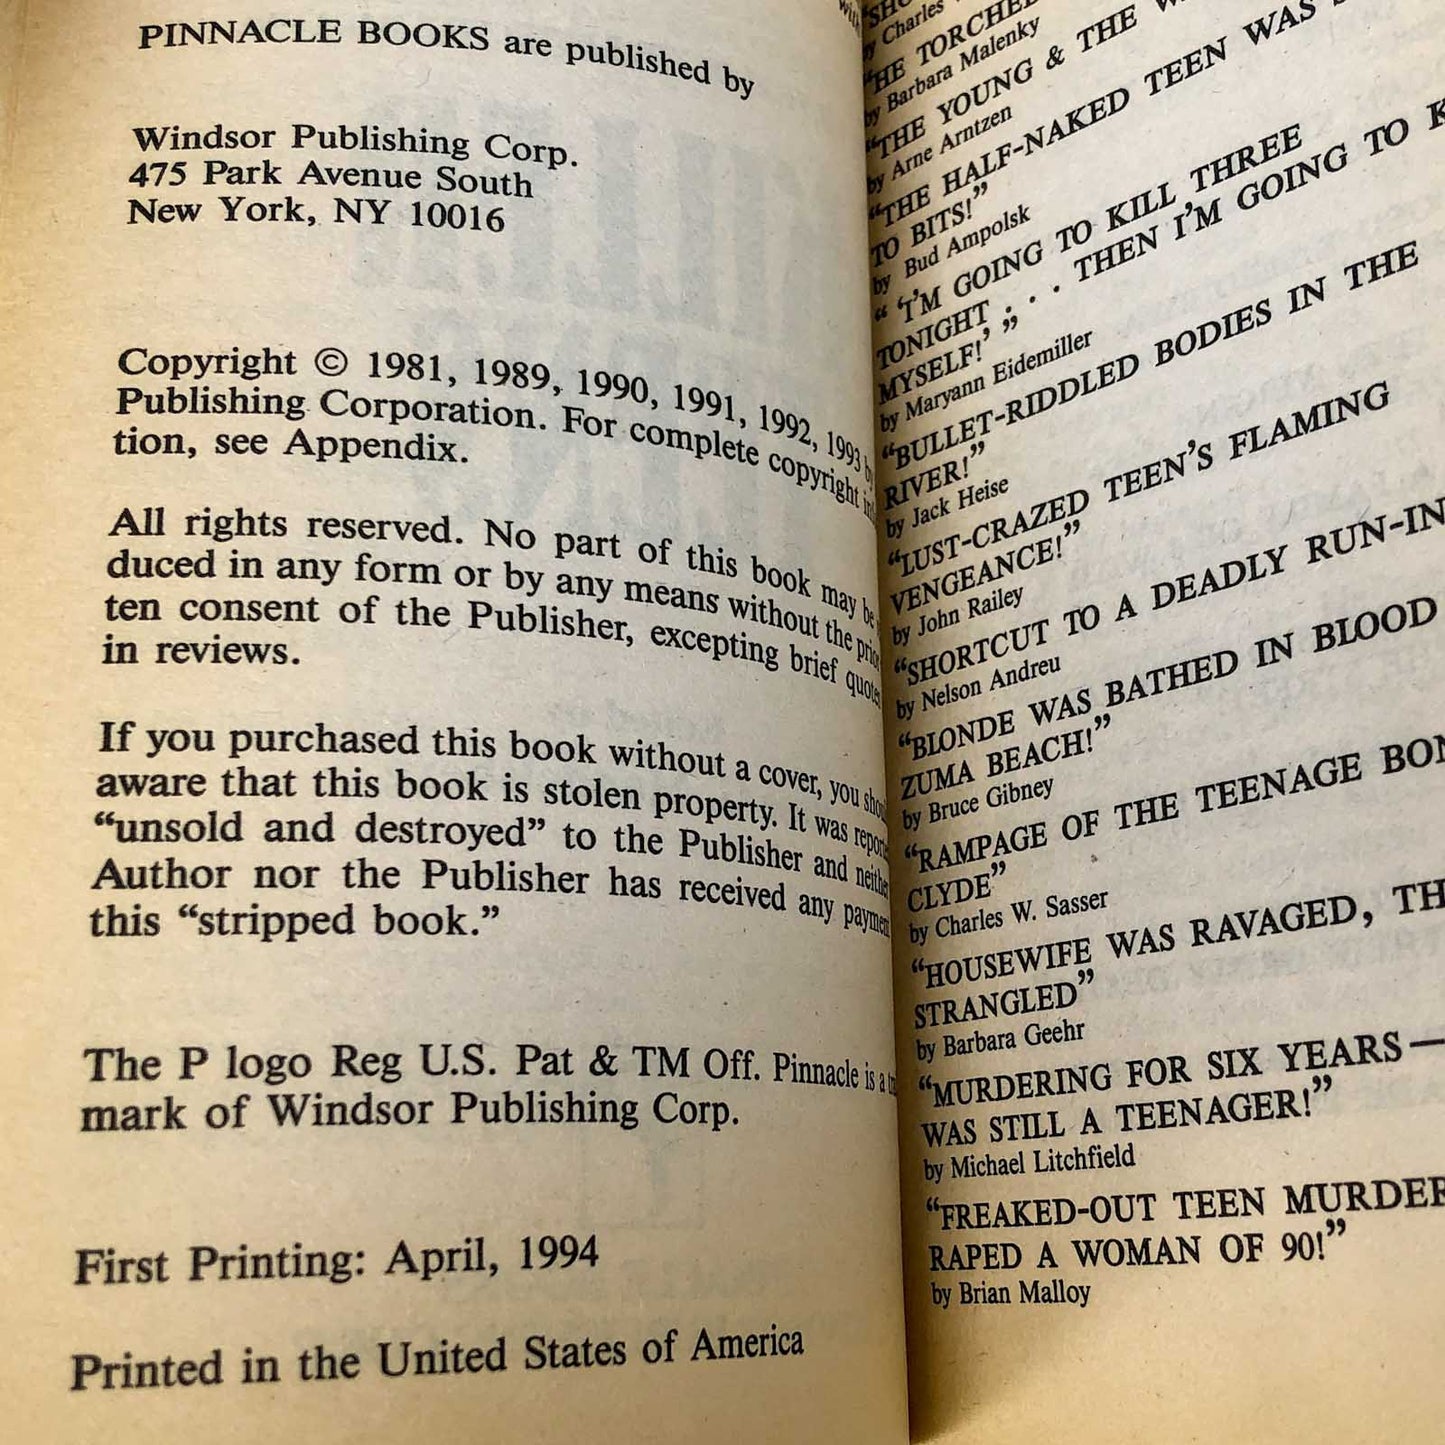 PINNACLE BOOKS are published by
Windsor Publishing Corp.
475 Park Avenue South
New York, NY 10016
Copyright © 1981, 1989, 1990, 1991, 1992, 1993 by
Publishing Corporation. For complete copyright
tion, see Appendix.
All rights reserved. No part of this book may be
duced in any form or by any means without the
ten consent of the Publisher, excepting brief
in reviews.
If you purchased this book without a cover, you
aware that this book is stolen property. It was
“unsold and destroyed” to the Publisher and
Author nor the Publisher has received any
this “stripped book.”
The P logo Reg U.S. Pat & TM Off. Pinnacle is a
mark of Windsor Publishing Corp.
First Printing: April, 1994
Printed in the United States of America
by Charles
THE TORCHED
by Barbara Malenky
“THE YOUNG & THE
by Arne Arntzen
“THE HALF-NAKED TEEN WAS
TO BITS!”
by Bud Ampolsk
“ ‘I’M GOING TO KILL THREE
TONIGHT . . . THEN I’M GOING TO
MYSELF!’ ”
by Maryann Eidemiller
“BULLET-RIDDLED BODIES IN THE
RIVER!”
by Jack Heise
“LUST-CRAZED TEEN’S FLAMING
VENGEANCE!”
by John Railey
“SHORTCUT TO A DEADLY RUN-IN
by Nelson Andreu
“BLONDE WAS BATHED IN BLOOD
ZUMA BEACH!”
by Bruce Gibney
“RAMPAGE OF THE TEENAGE
CLYDE”
by Charles W. Sasser
“HOUSEWIFE WAS RAVAGED,
STRANGLED”
by Barbara Geehr
“MURDERING FOR SIX YEARS—
WAS STILL A TEENAGER!”
by Michael Litchfield
“FREAKED-OUT TEEN MURDER
RAPED A WOMAN OF 90!”
by Brian Malloy